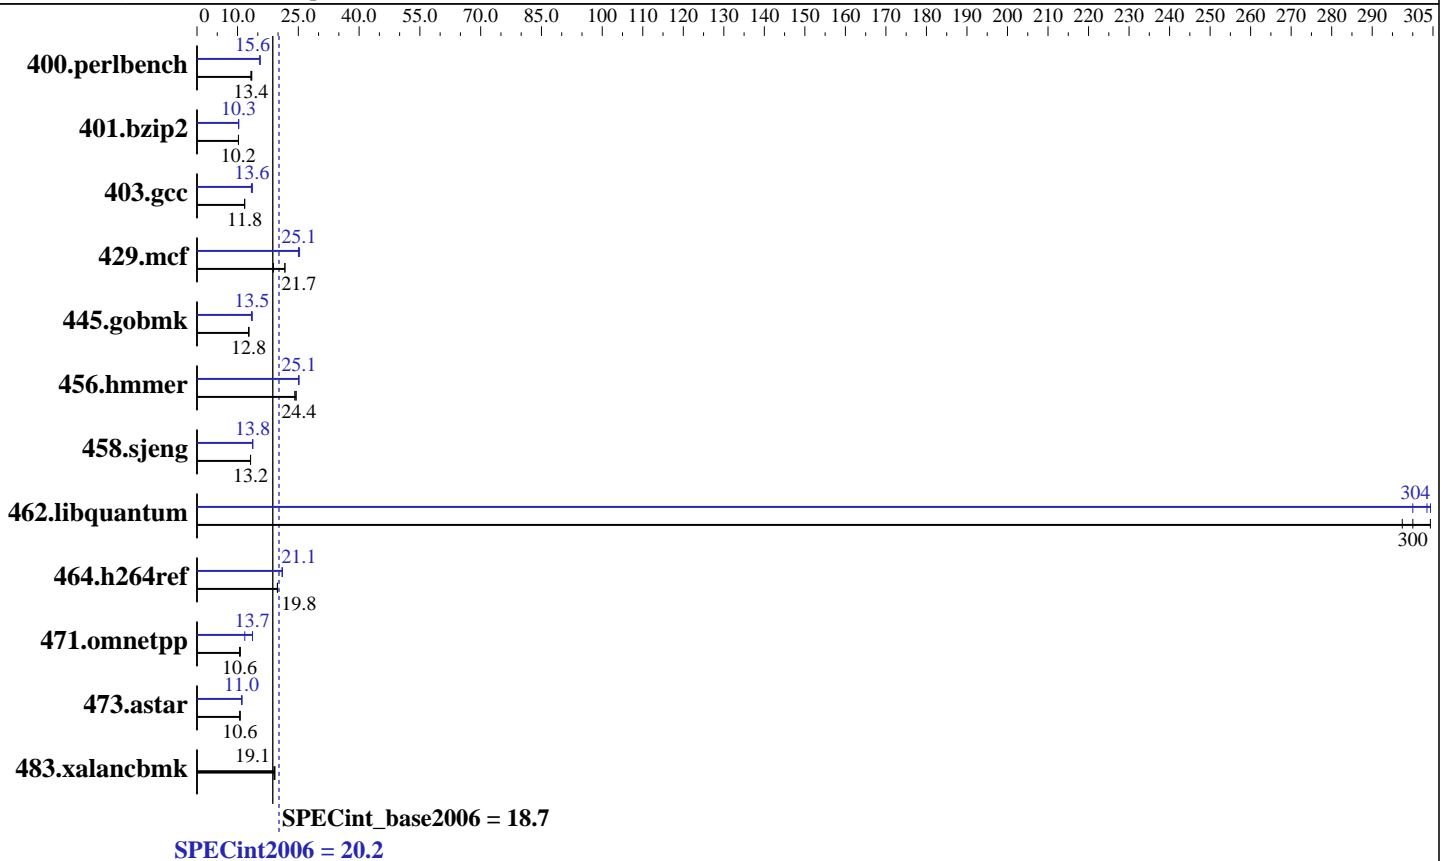 0 10.0 25.0 40.0 55.0 70.0 85.0 100 110 120 130 140 150 160 170 180 190 200 210 220 230 240 250 260 270 280 290 305
15.6
400.perlbench
13.4
10.3
401.bzip2
10.2
13.6
403.gcc
11.8
25.1
429.mcf
21.7
13.5
445.gobmk
12.8
25.1
456.hmmer
24.4
13.8
458.sjeng
13.2
304
462.libquantum
300
21.1
464.h264ref
19.8
13.7
471.omnetpp
10.6
11.0
473.astar
10.6
19.1
483.xalancbmk
SPECint_base2006 = 18.7
SPECint2006 = 20.2